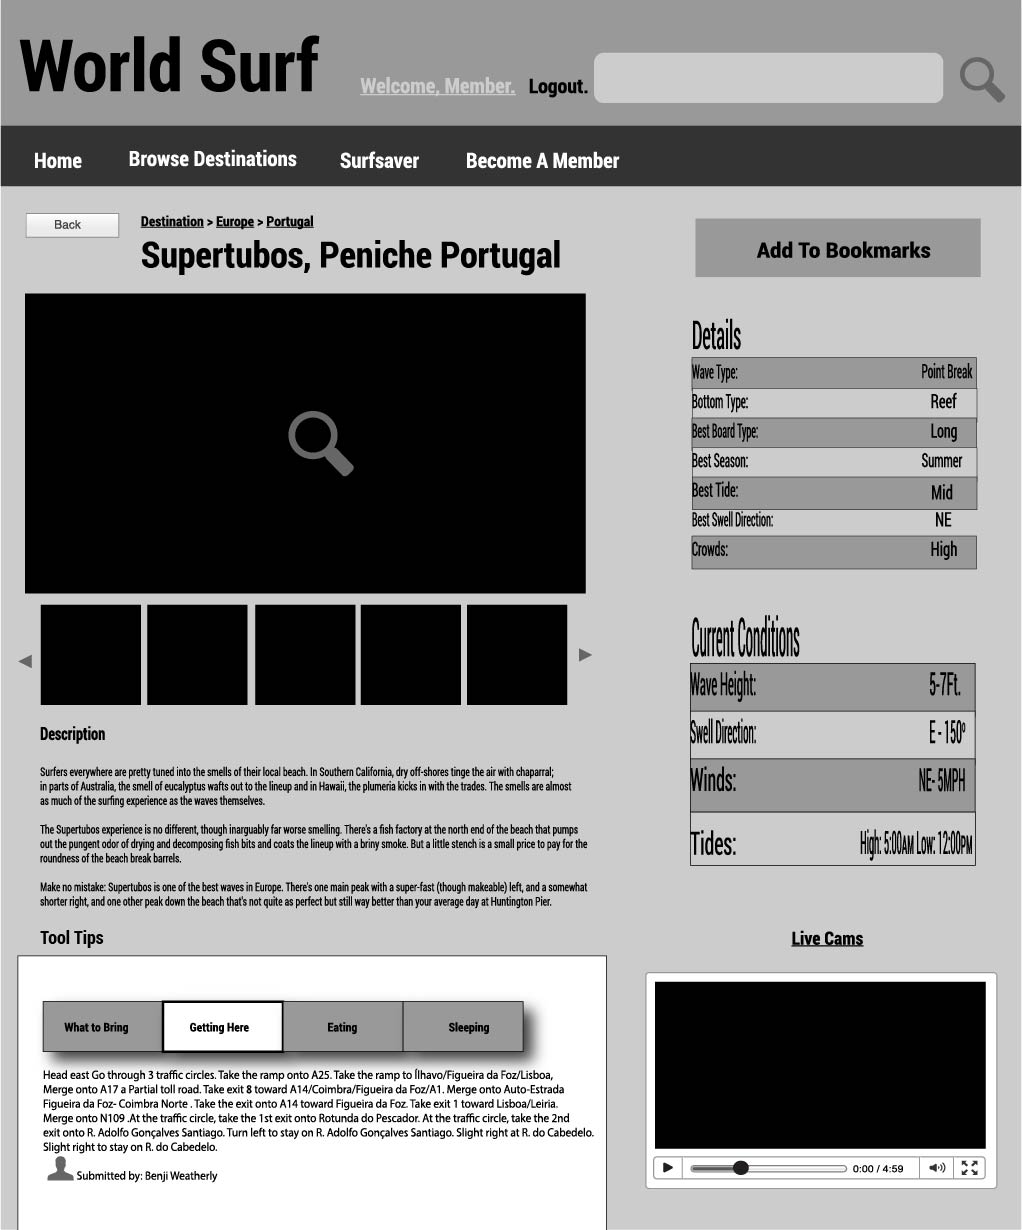 World Surf
Welcome, Member. Logout.
Home Browse Destinations Surfsaver Become A Member
Back
Destination > Europe > Portugal
Supertubos, Peniche Portugal
Add To Bookmarks
Details
Wave Type: Point Break
Bottom Type: Reef
Best Board Type: Long
Best Season: Summer
Best Tide: Mid
Best Swell Direction: NE
Crowds: High
Current Conditions
Wave Height: 5-7Ft.
Swell Direction: E - 150º
Winds: NE- 5MPH
Tides: High: 5:00AM Low: 12:00PM
Description
Surfers everywhere are pretty tuned into the smells of their local beach. In Southern California, dry off-shores tinge the air with chaparral;
in parts of Australia, the smell of eucalyptus wafts out to the lineup and in Hawaii, the plumeria kicks in with the trades. The smells are almost
as much of the surfing experience as the waves themselves.
The Supertubos experience is no different, though inarguably far worse smelling. There's a fish factory at the north end of the beach that pumps
out the pungent odor of drying and decomposing fish bits and coats the lineup with a briny smoke. But a little stench is a small price to pay for the
roundness of the beach break barrels.
Make no mistake: Supertubos is one of the best waves in Europe. There's one main peak with a super-fast (though makeable) left, and a somewhat
shorter right, and one other peak down the beach that's not quite as perfect but still way better than your average day at Huntington Pier.
Tool Tips
What to Bring Getting Here Eating Sleeping
Head east Go through 3 traffic circles. Take the ramp onto A25. Take the ramp to Ílhavo/Figueira da Foz/Lisboa,
Merge onto A17 a Partial toll road. Take exit 8 toward A14/Coimbra/Figueira da Foz/A1. Merge onto Auto-Estrada
Figueira da Foz- Coimbra Norte . Take the exit onto A14 toward Figueira da Foz. Take exit 1 toward Lisboa/Leiria.
Merge onto N109 .At the traffic circle, take the 1st exit onto Rotunda do Pescador. At the traffic circle, take the 2nd
exit onto R. Adolfo Gonçalves Santiago. Turn left to stay on R. Adolfo Gonçalves Santiago. Slight right at R. do Cabedelo.
Slight right to stay on R. do Cabedelo.
Submitted by: Benji Weatherly
Live Cams
0:00 / 4:59